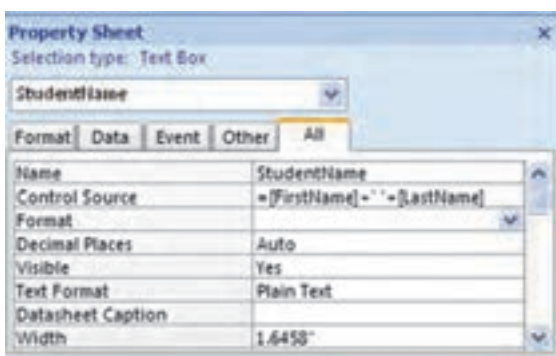 Property Sheet
Selection type: Text Box
StudentName
Format Data Event Other All
Name StudentName
Control Source =[FirstName]+' '+[LastName]
Format
Decimal Places Auto
Visible Yes
Text Format Plain Text
Datasheet Caption
Width 1.6458"